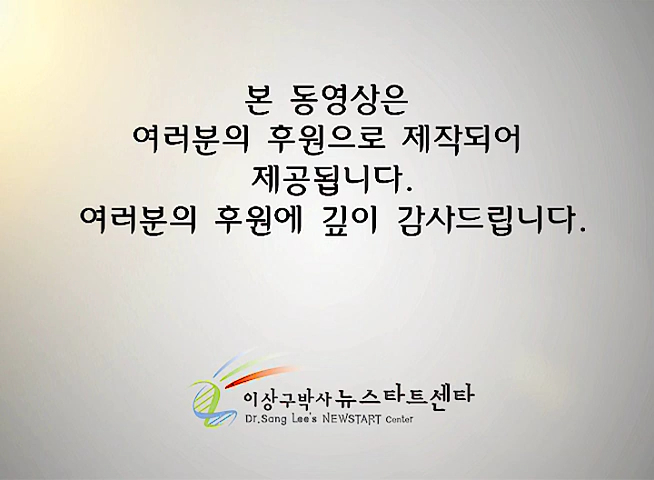 본 동영상은
여러분의 후원으로 제작되어
제공됩니다.
여러분의 후원에 깊이 감사드립니다.
이상구박사 뉴스타트센타
Dr.Sang Lee's NEWSTART Center